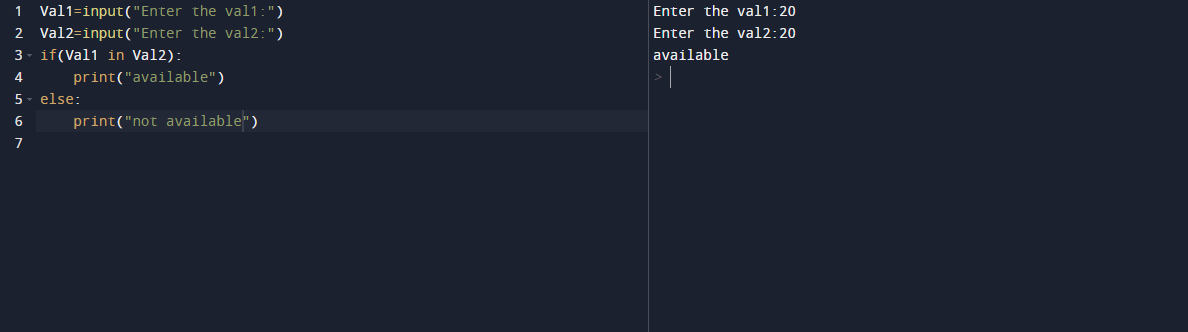 1 Val1=input("Enter the val1:")
2 Val2=input("Enter the val2:")
3 if(Val1 in Val2):
4     print("available")
5 else:
6     print("not available")
7
Enter the val1:20
Enter the val2:20
available
>